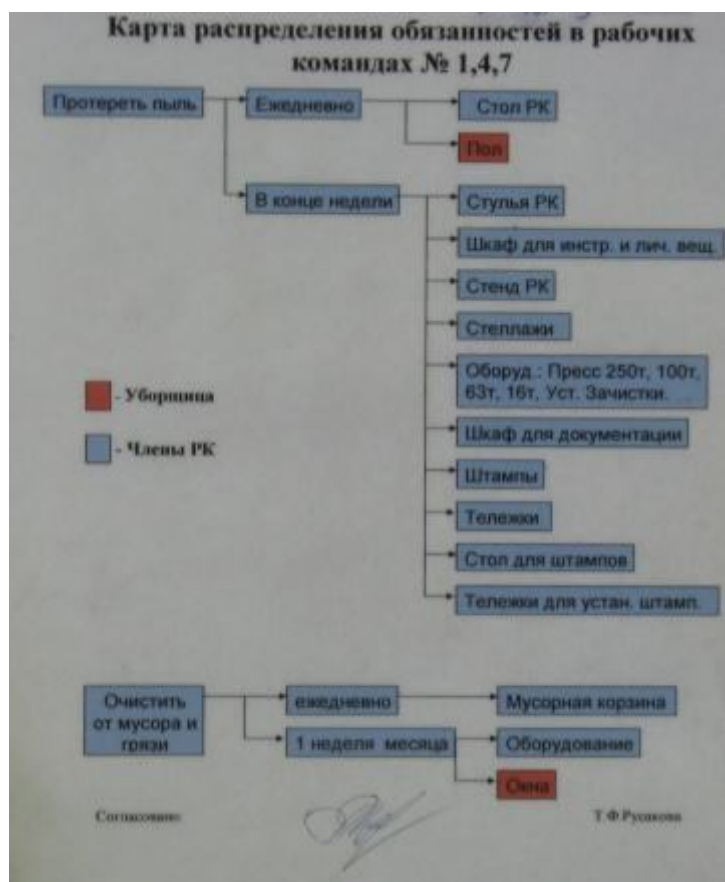 Карта распределения обязанностей в рабочих
командах № 1,4,7
Протереть пыль
Ежедневно
Стол РК
Пол
В конце недели
Стулья РК
Шкаф для инстр. и лич. вещ.
Стенд РК
Стеллажи
Оборуд.: Пресс 250т, 100т,
63т, 16т, Уст. Зачистки.
Шкаф для документации
Штампы
Тележки
Стол для штампов
Тележки для устан. штамп.
- Уборщица
- Члены РК
Очистить
от мусора и
грязи
ежедневно
Мусорная корзина
1 неделя месяца
Оборудование
Окна
Согласовано:
Т.Ф.Русакова